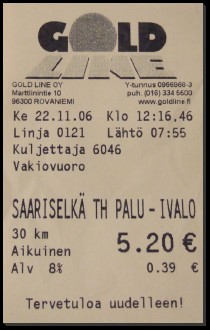 GOLD
LINE
GOLD LINE OY Y-tunnus 0966966-3
Marttiinintie 10 puh. (016) 334 5500
96300 ROVANIEMI www.goldline.fi
Ke 22.11.06 Klo 12:16,46
Linja 0121 Lähtö 07:55
Kuljettaja 6046
Vakiovuoro
SAARISELKÄ TH PALU - IVALO
30 km
Aikuinen 5.20 €
Alv 8% 0.39 €
Tervetuloa uudelleen!